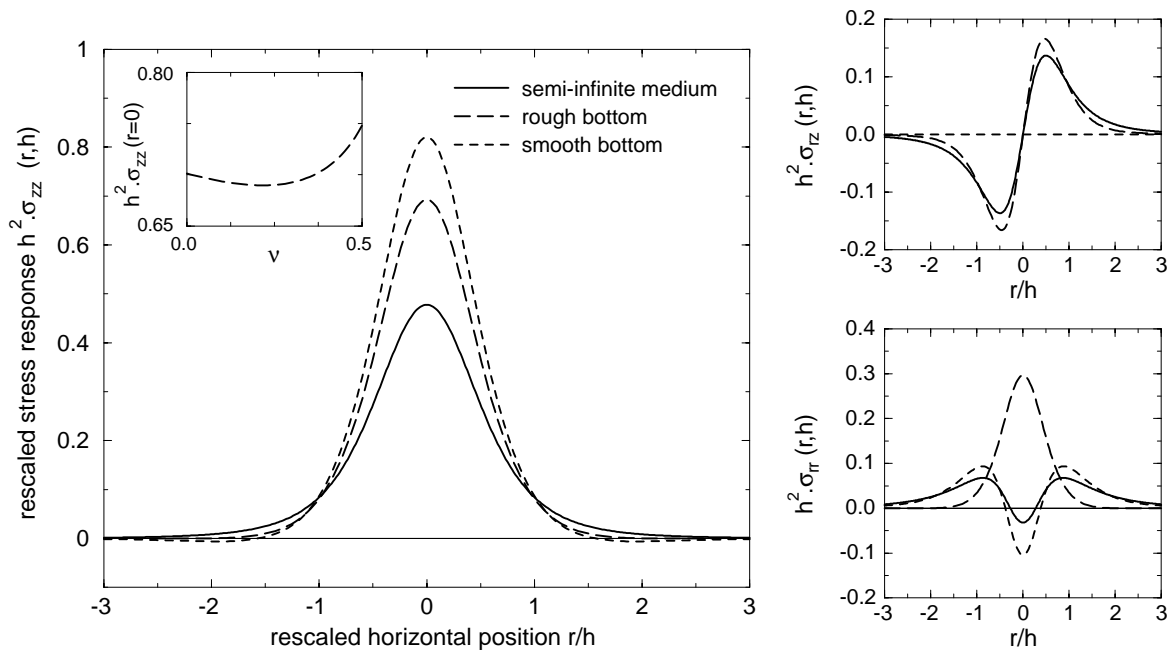 1
0.8
0.6
0.4
0.2
0
-3
-2
-1
0
1
2
3
rescaled horizontal position r/h
rescaled stress response h².σzz (r,h)
0.80
0.65
0.0
0.5
ν
h².σzz (r=0)
semi-infinite medium
rough bottom
smooth bottom
0.2
0.1
0.0
-0.1
-0.2
-3 -2 -1 0 1 2 3
r/h
h².σrz (r,h)
0.4
0.3
0.2
0.1
0.0
-0.1
-0.2
-3 -2 -1 0 1 2 3
r/h
h².σrr (r,h)